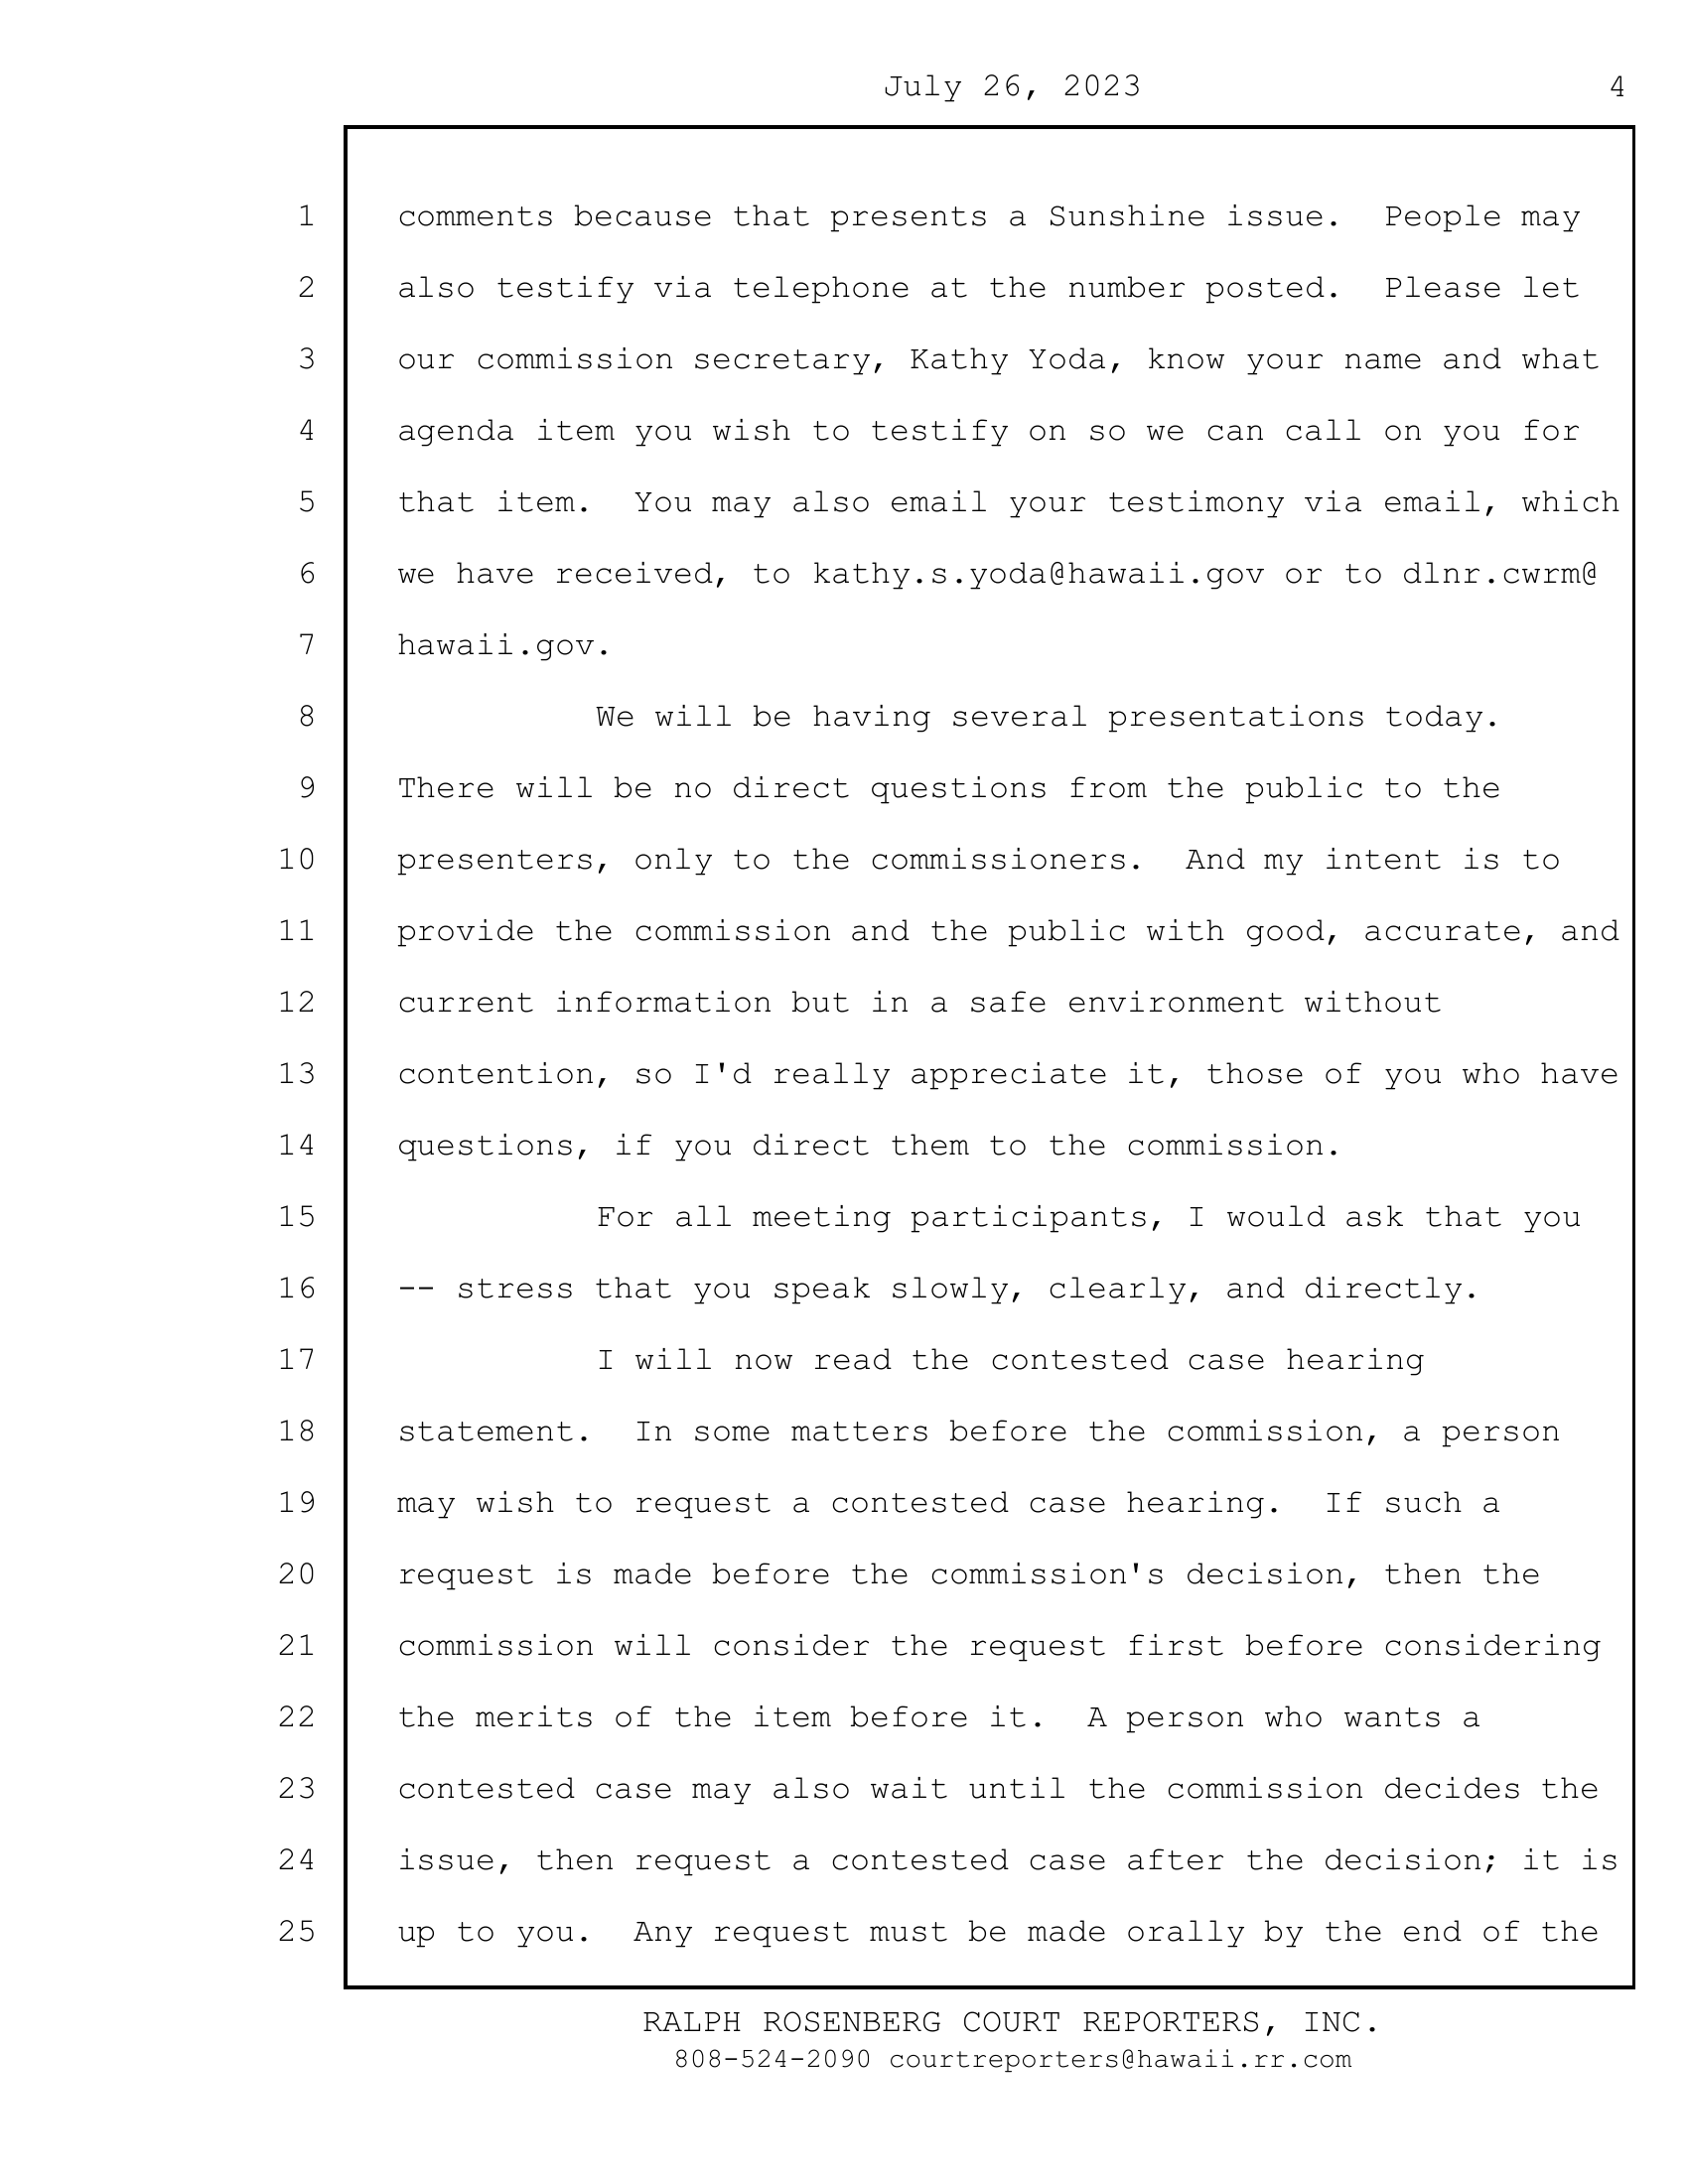 July 26, 2023 4
1 comments because that presents a Sunshine issue.  People may
2 also testify via telephone at the number posted.  Please let
3 our commission secretary, Kathy Yoda, know your name and what
4 agenda item you wish to testify on so we can call on you for
5 that item.  You may also email your testimony via email, which
6 we have received, to kathy.s.yoda@hawaii.gov or to dlnr.cwrm@
7 hawaii.gov.
8 We will be having several presentations today.
9 There will be no direct questions from the public to the
10 presenters, only to the commissioners.  And my intent is to
11 provide the commission and the public with good, accurate, and
12 current information but in a safe environment without
13 contention, so I'd really appreciate it, those of you who have
14 questions, if you direct them to the commission.
15 For all meeting participants, I would ask that you
16 -- stress that you speak slowly, clearly, and directly.
17 I will now read the contested case hearing
18 statement.  In some matters before the commission, a person
19 may wish to request a contested case hearing.  If such a
20 request is made before the commission's decision, then the
21 commission will consider the request first before considering
22 the merits of the item before it.  A person who wants a
23 contested case may also wait until the commission decides the
24 issue, then request a contested case after the decision; it is
25 up to you.  Any request must be made orally by the end of the
RALPH ROSENBERG COURT REPORTERS, INC.
808-524-2090 courtreporters@hawaii.rr.com